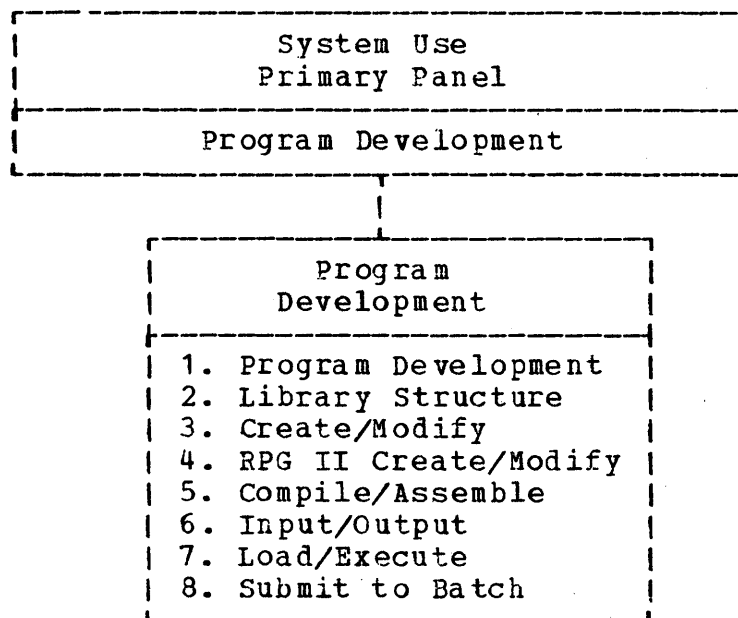 System Use
Primary Panel
Program Development
Program
Development
1. Program Development
2. Library Structure
3. Create/Modify
4. RPG II Create/Modify
5. Compile/Assemble
6. Input/Output
7. Load/Execute
8. Submit to Batch